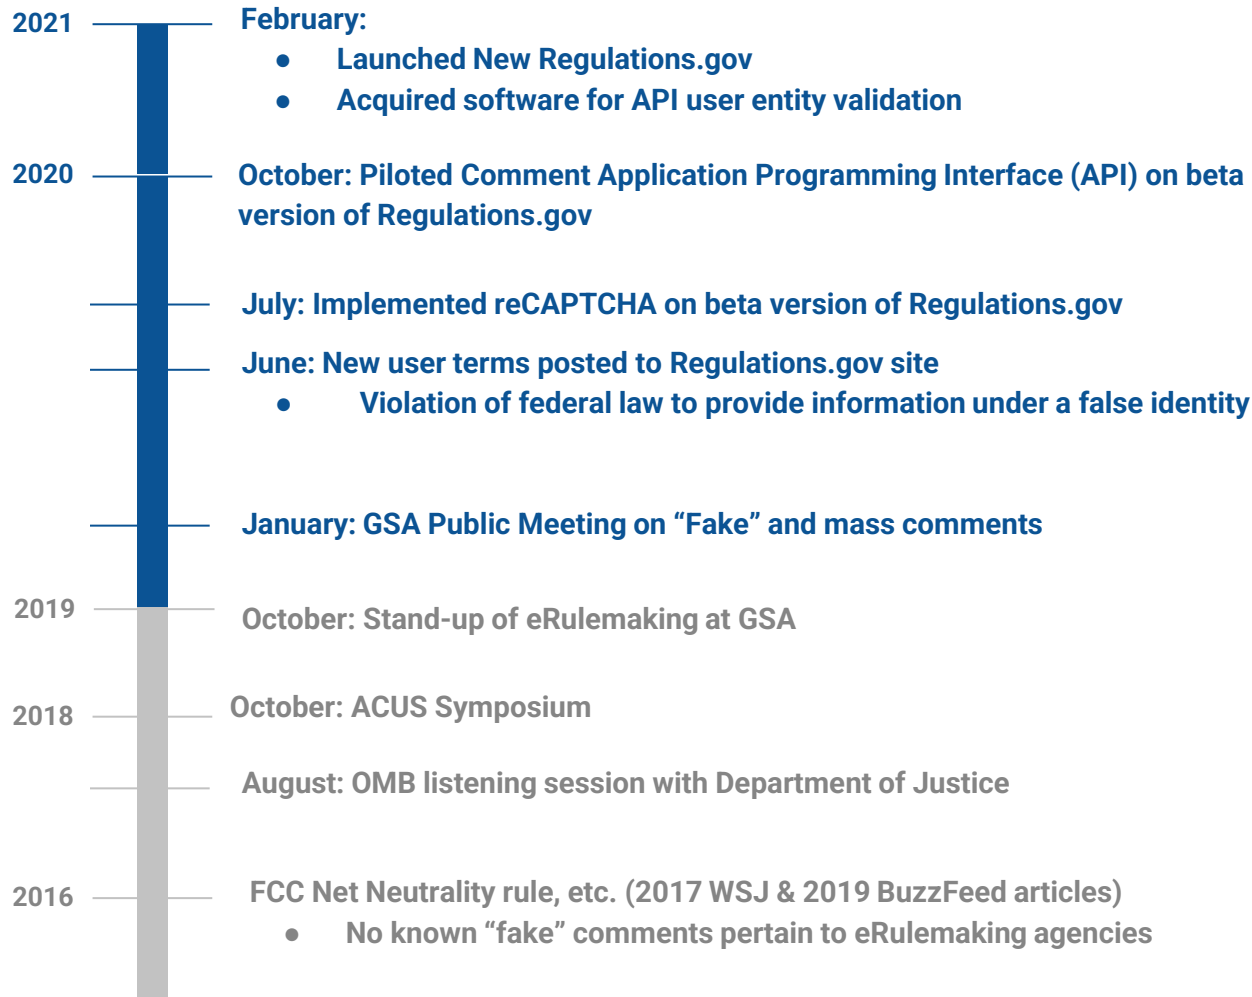 2021
February:
● Launched New Regulations.gov
● Acquired software for API user entity validation
2020
October: Piloted Comment Application Programming Interface (API) on beta
version of Regulations.gov
July: Implemented reCAPTCHA on beta version of Regulations.gov
June: New user terms posted to Regulations.gov site
● Violation of federal law to provide information under a false identity
January: GSA Public Meeting on “Fake” and mass comments
2019
October: Stand-up of eRulemaking at GSA
2018
October: ACUS Symposium
August: OMB listening session with Department of Justice
2016
FCC Net Neutrality rule, etc. (2017 WSJ & 2019 BuzzFeed articles)
● No known “fake” comments pertain to eRulemaking agencies